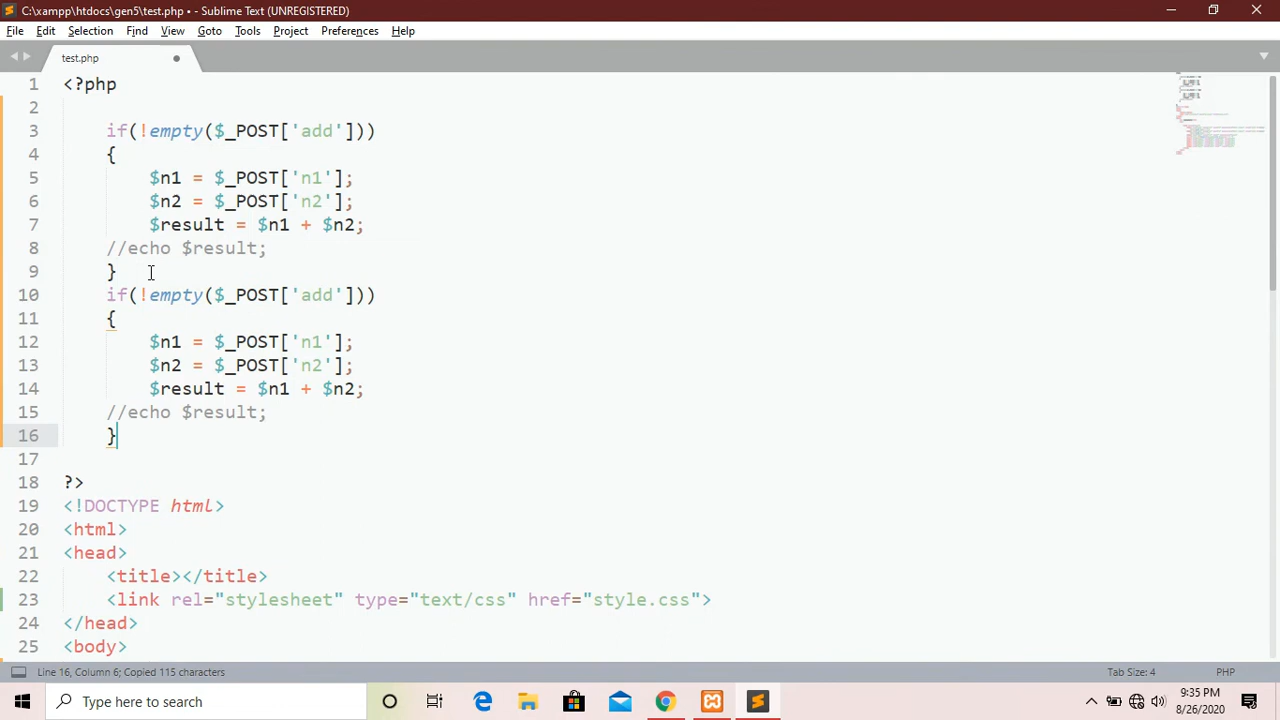 C:\xampp\htdocs\gen5\test.php • - Sublime Text (UNREGISTERED)
File Edit Selection Find View Goto Tools Project Preferences Help
test.php
1 <?php
2
3 if(!empty($_POST['add']))
4 {
5 $n1 = $_POST['n1'];
6 $n2 = $_POST['n2'];
7 $result = $n1 + $n2;
8 //echo $result;
9 }
10 if(!empty($_POST['add']))
11 {
12 $n1 = $_POST['n1'];
13 $n2 = $_POST['n2'];
14 $result = $n1 + $n2;
15 //echo $result;
16 }
17
18 ?>
19 <!DOCTYPE html>
20 <html>
21 <head>
22 <title></title>
23 <link rel="stylesheet" type="text/css" href="style.css">
24 </head>
25 <body>
Line 16, Column 6; Copied 115 characters Tab Size: 4 PHP
Type here to search
9:35 PM
8/26/2020